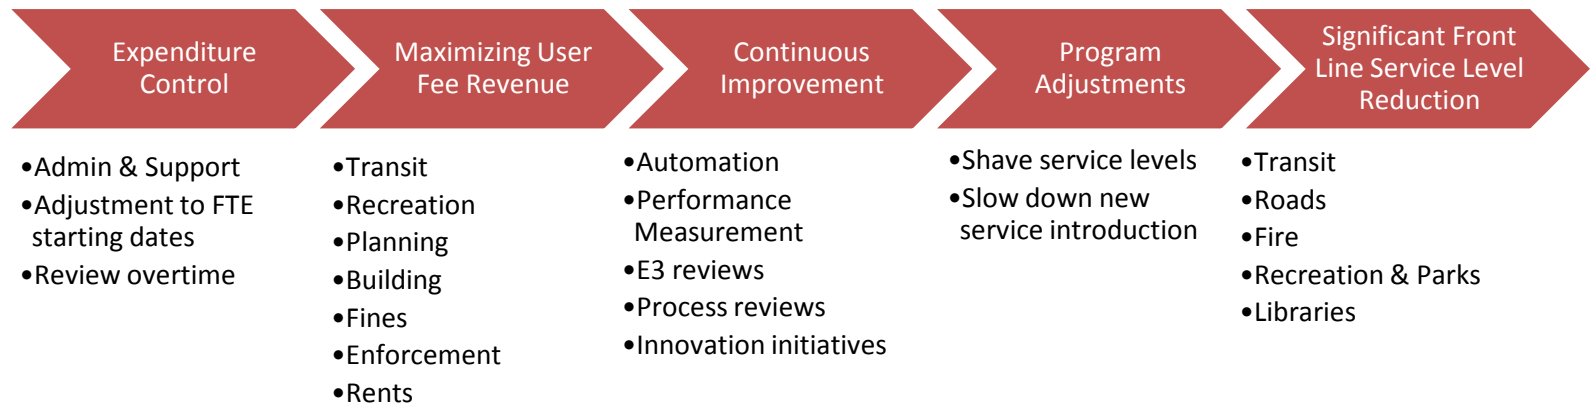 Expenditure
Control
Maximizing User
Fee Revenue
Continuous
Improvement
Program
Adjustments
Significant Front
Line Service Level
Reduction
•Admin & Support
•Adjustment to FTE
starting dates
•Review overtime
•Transit
•Recreation
•Planning
•Building
•Fines
•Enforcement
•Rents
•Automation
•Performance
Measurement
•E3 reviews
•Process reviews
•Innovation initiatives
•Shave service levels
•Slow down new
service introduction
•Transit
•Roads
•Fire
•Recreation & Parks
•Libraries